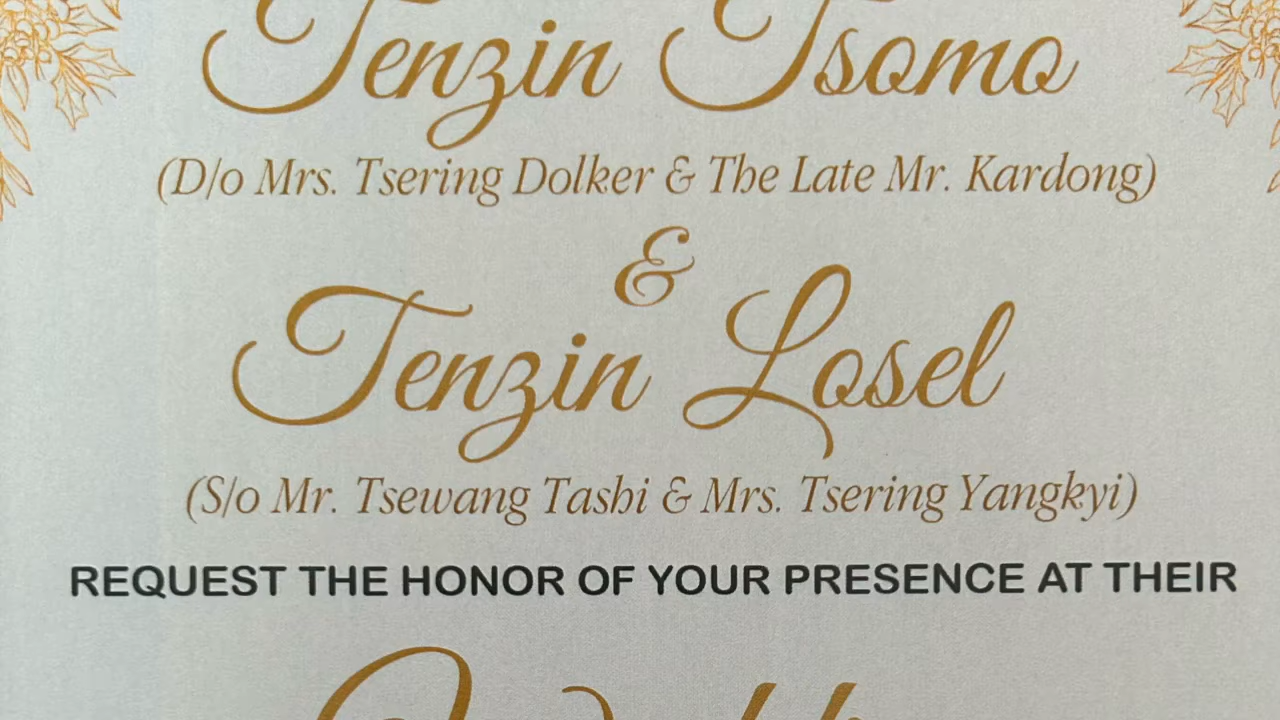 Tenzin Tsomo
(D/o Mrs. Tsering Dolker & The Late Mr. Kardong)
&
Tenzin Losel
(S/o Mr. Tsewang Tashi & Mrs. Tsering Yangkyi)
REQUEST THE HONOR OF YOUR PRESENCE AT THEIR